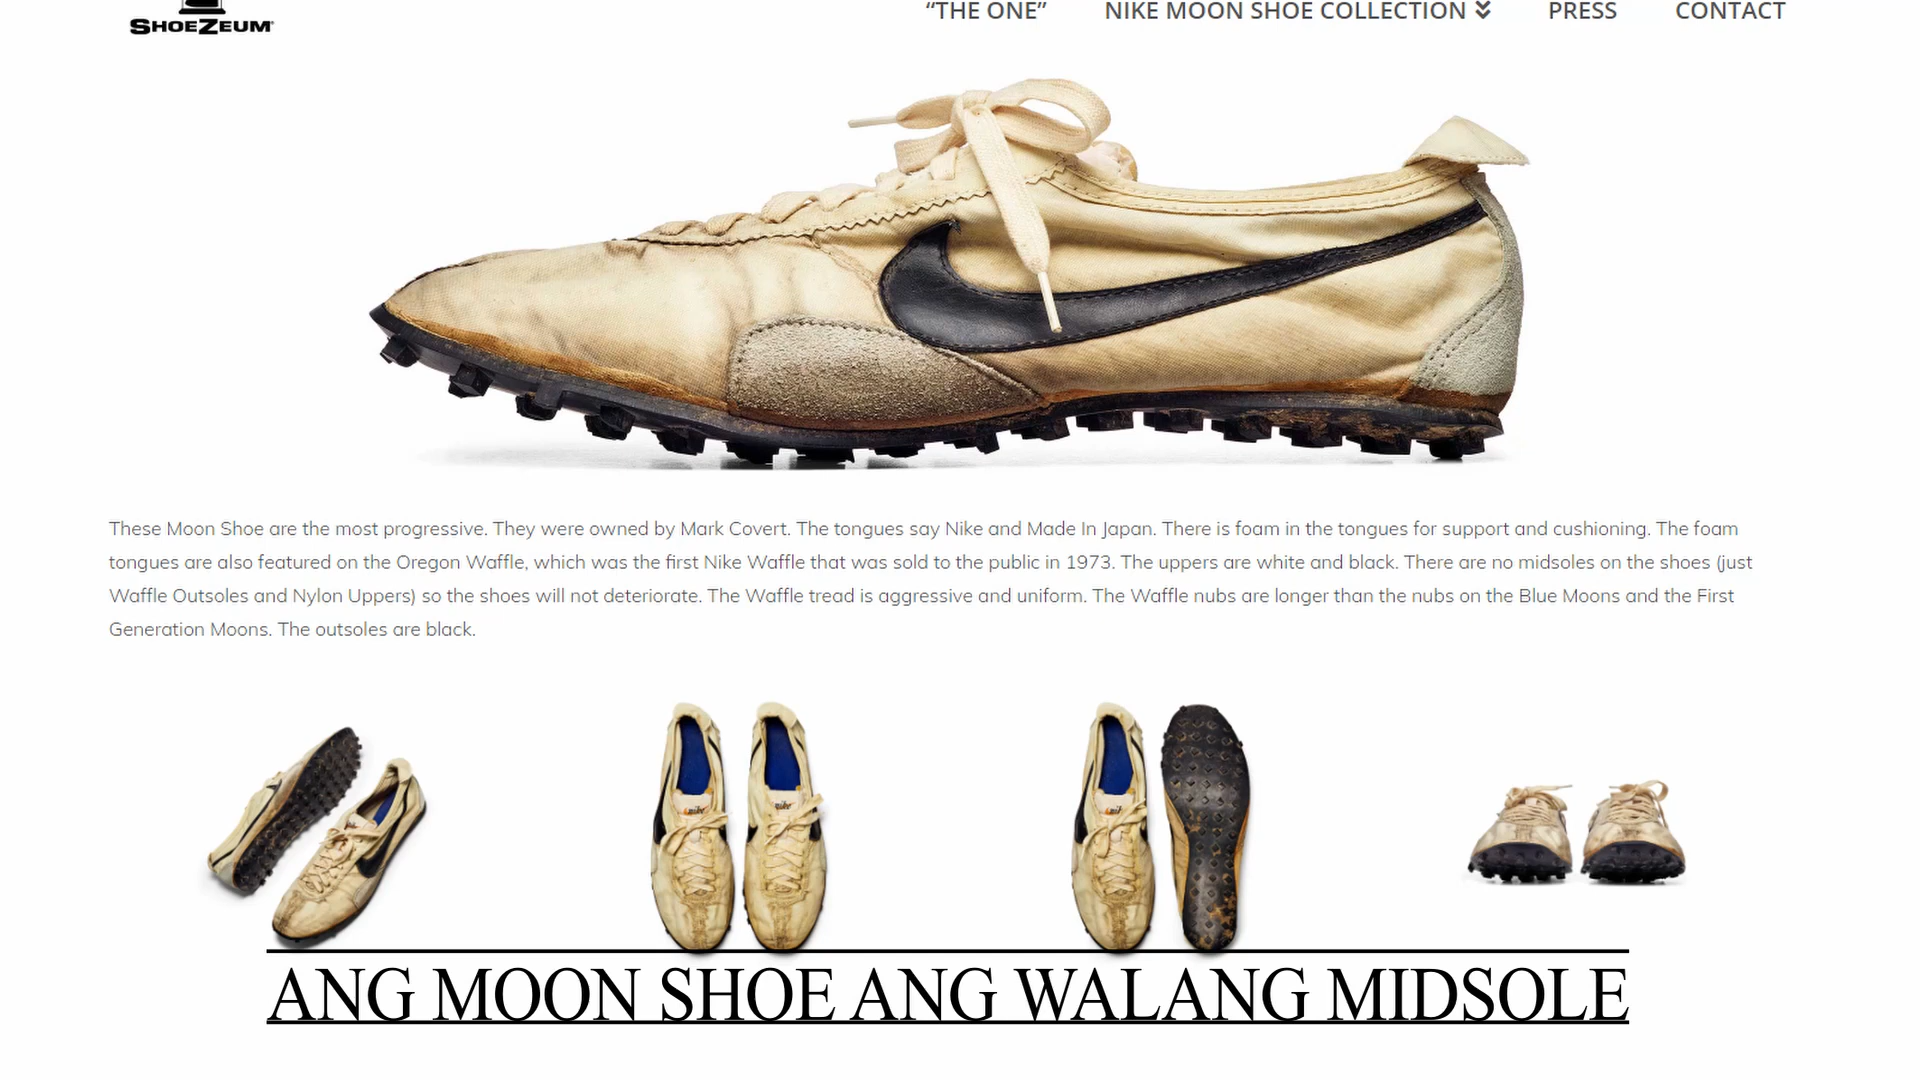 SHOEZEUM
“THE ONE”
NIKE MOON SHOE COLLECTION
PRESS
CONTACT
These Moon Shoe are the most progressive. They were owned by Mark Covert. The tongues say Nike and Made In Japan. There is foam in the tongues for support and cushioning. The foam
tongues are also featured on the Oregon Waffle, which was the first Nike Waffle that was sold to the public in 1973. The uppers are white and black. There are no midsoles on the shoes (just
Waffle Outsoles and Nylon Uppers) so the shoes will not deteriorate. The Waffle tread is aggressive and uniform. The Waffle nubs are longer than the nubs on the Blue Moons and the First
Generation Moons. The outsoles are black.
nike
ANG MOON SHOE ANG WALANG MIDSOLE